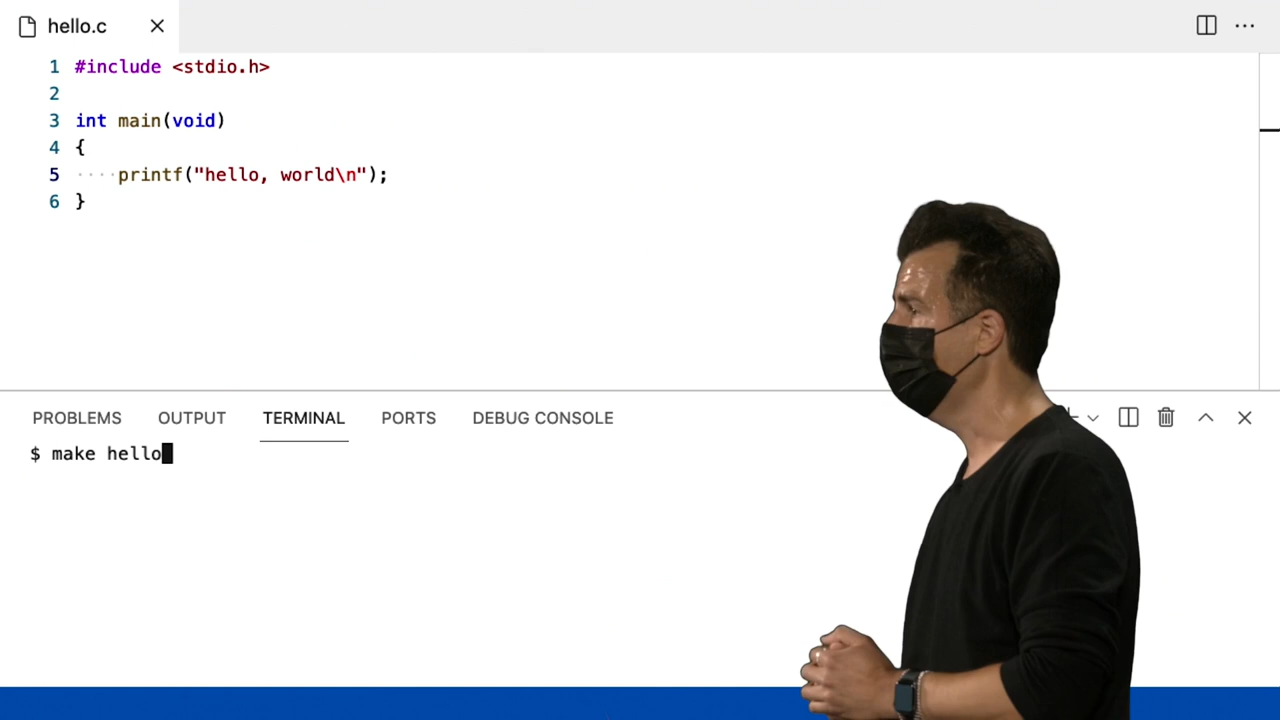 hello.c
1 #include <stdio.h>
2
3 int main(void)
4 {
5 ····printf("hello, world\n");
6 }
PROBLEMS OUTPUT TERMINAL PORTS DEBUG CONSOLE
$ make hello